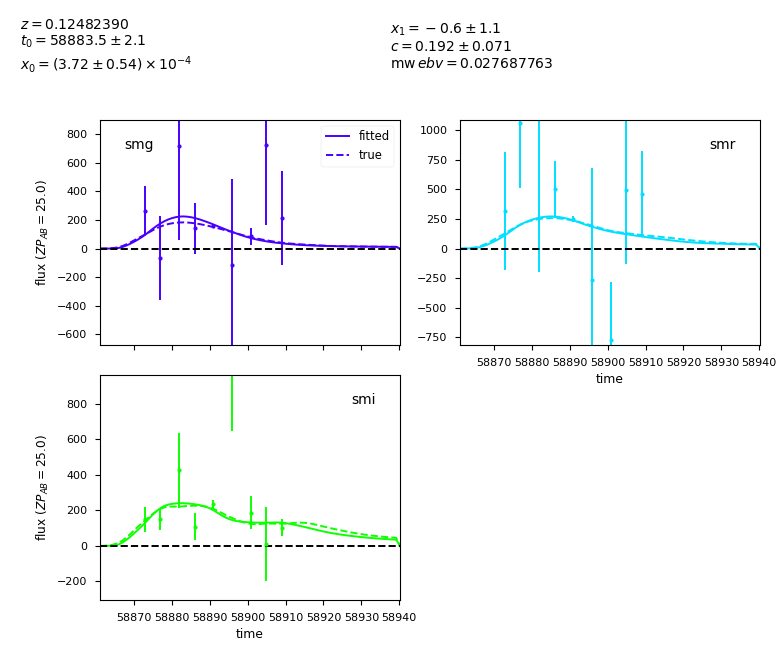 z = 0.12482390
t₀ = 58883.5 ± 2.1
x₀ = (3.72 ± 0.54) × 10⁻⁴
x₁ = −0.6 ± 1.1
c = 0.192 ± 0.071
mw ebv = 0.027687763
smg
fitted
true
800
600
400
200
0
−200
−400
−600
flux (ZP_AB = 25.0)
smr
1000
750
500
250
0
−250
−500
−750
58870 58880 58890 58900 58910 58920 58930 58940
time
smi
800
600
400
200
0
−200
flux (ZP_AB = 25.0)
58870 58880 58890 58900 58910 58920 58930 58940
time